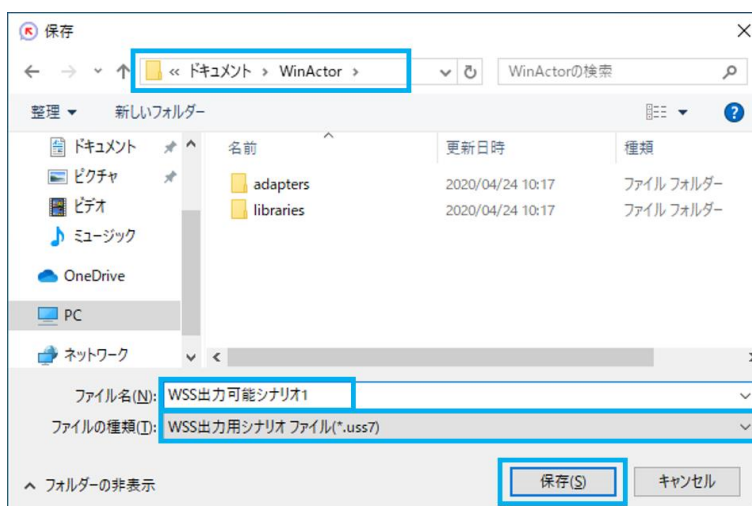 保存
« ドキュメント > WinActor >
WinActorの検索
整理
新しいフォルダー
ドキュメント
ピクチャ
ビデオ
ミュージック
OneDrive
PC
ネットワーク
名前 更新日時 種類
adapters 2020/04/24 10:17 ファイル フォルダー
libraries 2020/04/24 10:17 ファイル フォルダー
ファイル名(N): WSS出力可能シナリオ1
ファイルの種類(T): WSS出力用シナリオ ファイル(*.uss7)
フォルダーの非表示
保存(S)
キャンセル